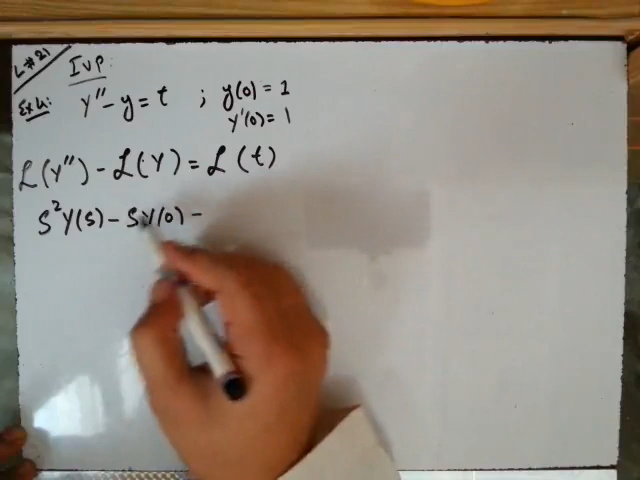 L#21
IVP:
Ex4: y'' - y = t ; y(0) = 1
y'(0) = 1
L(y'') - L(Y) = L(t)
S²Y(S) - SY(0) -